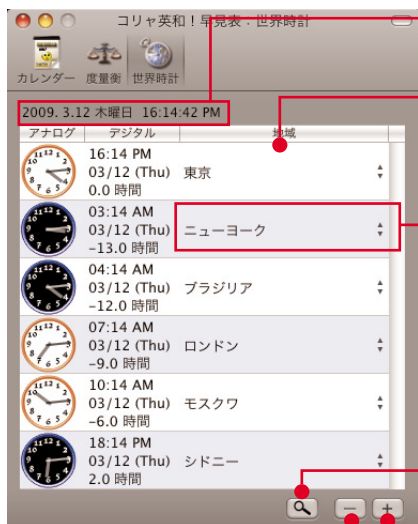 コリャ英和！早見表：世界時計
カレンダー 度量衡 世界時計
2009. 3.12 木曜日 16:14:42 PM
アナログ デジタル 地域
16:14 PM
03/12 (Thu) 東京
0.0 時間
03:14 AM
03/12 (Thu) ニューヨーク
-13.0 時間
04:14 AM
03/12 (Thu) ブラジリア
-12.0 時間
07:14 AM
03/12 (Thu) ロンドン
-9.0 時間
10:14 AM
03/12 (Thu) モスクワ
-6.0 時間
18:14 PM
03/12 (Thu) シドニー
2.0 時間